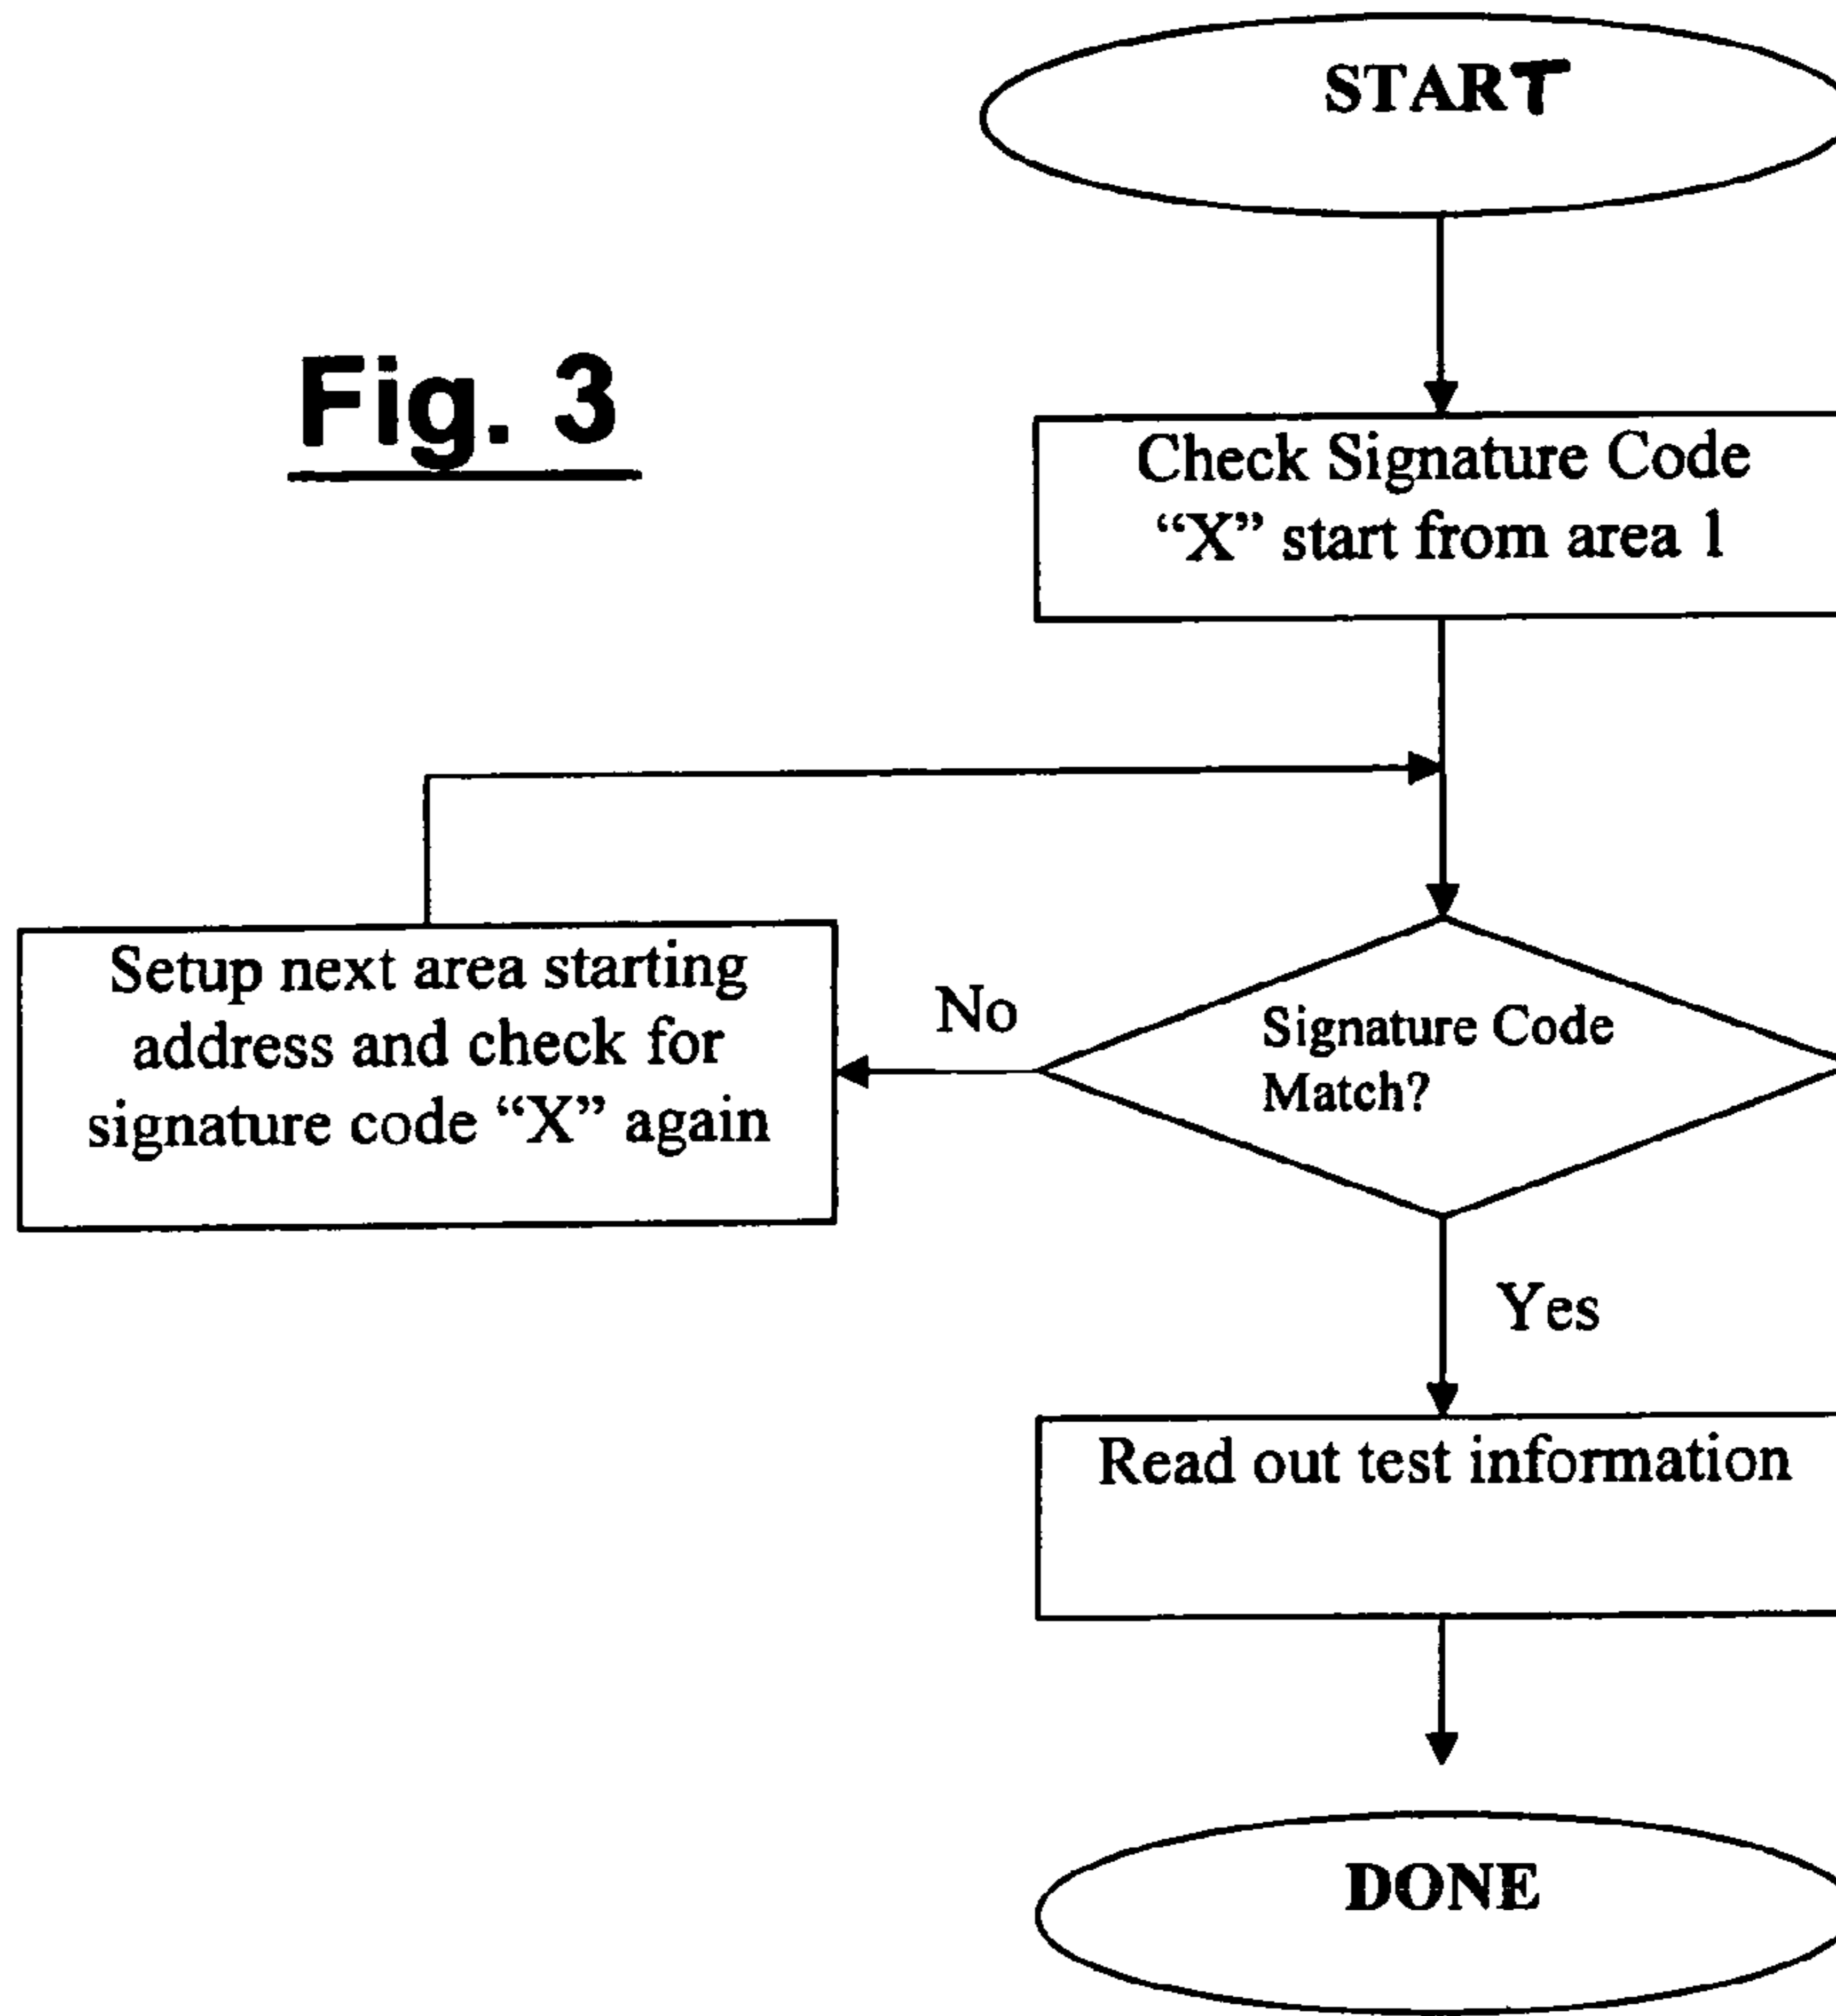 START
Fig. 3
Check Signature Code
“X” start from area 1
Setup next area starting
address and check for
signature code “X” again
No
Signature Code
Match?
Yes
Read out test information
DONE